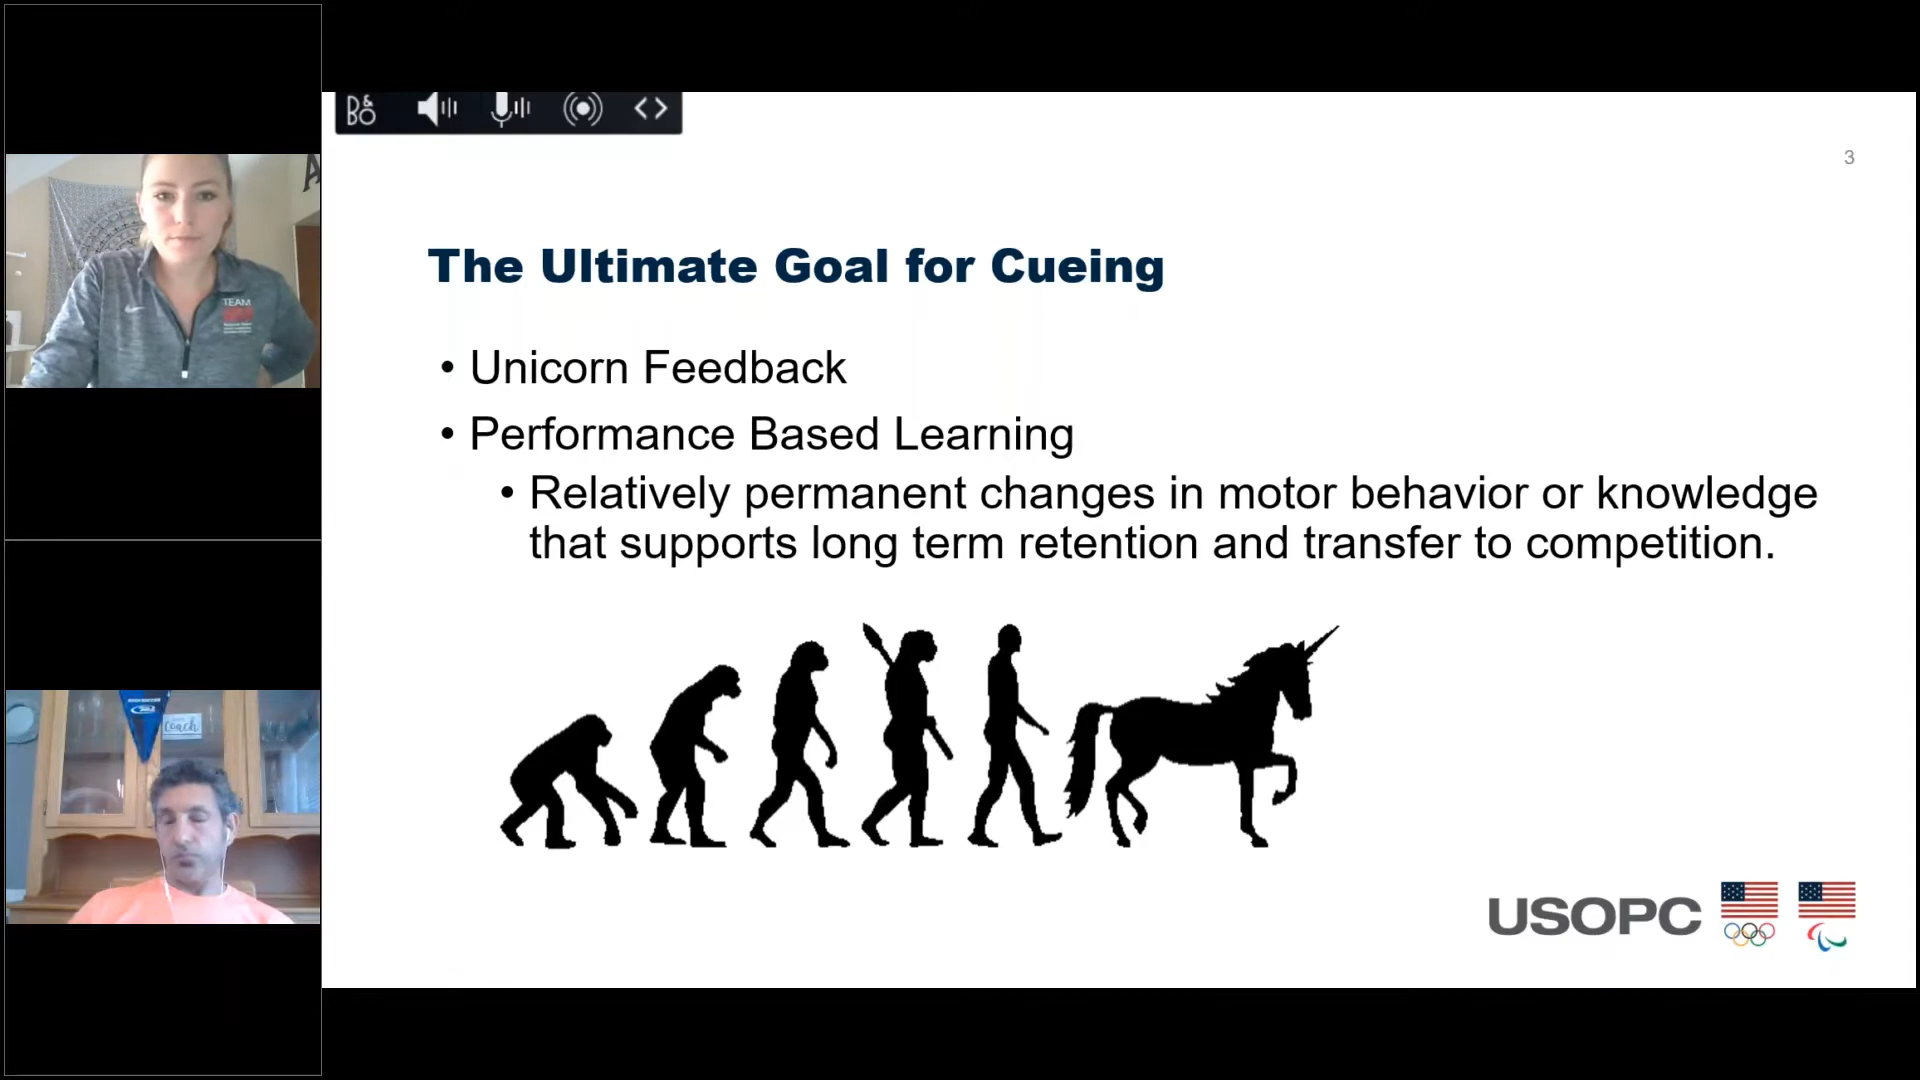 3
The Ultimate Goal for Cueing
• Unicorn Feedback
• Performance Based Learning
• Relatively permanent changes in motor behavior or knowledge
that supports long term retention and transfer to competition.
USOPC
TEAM
coach